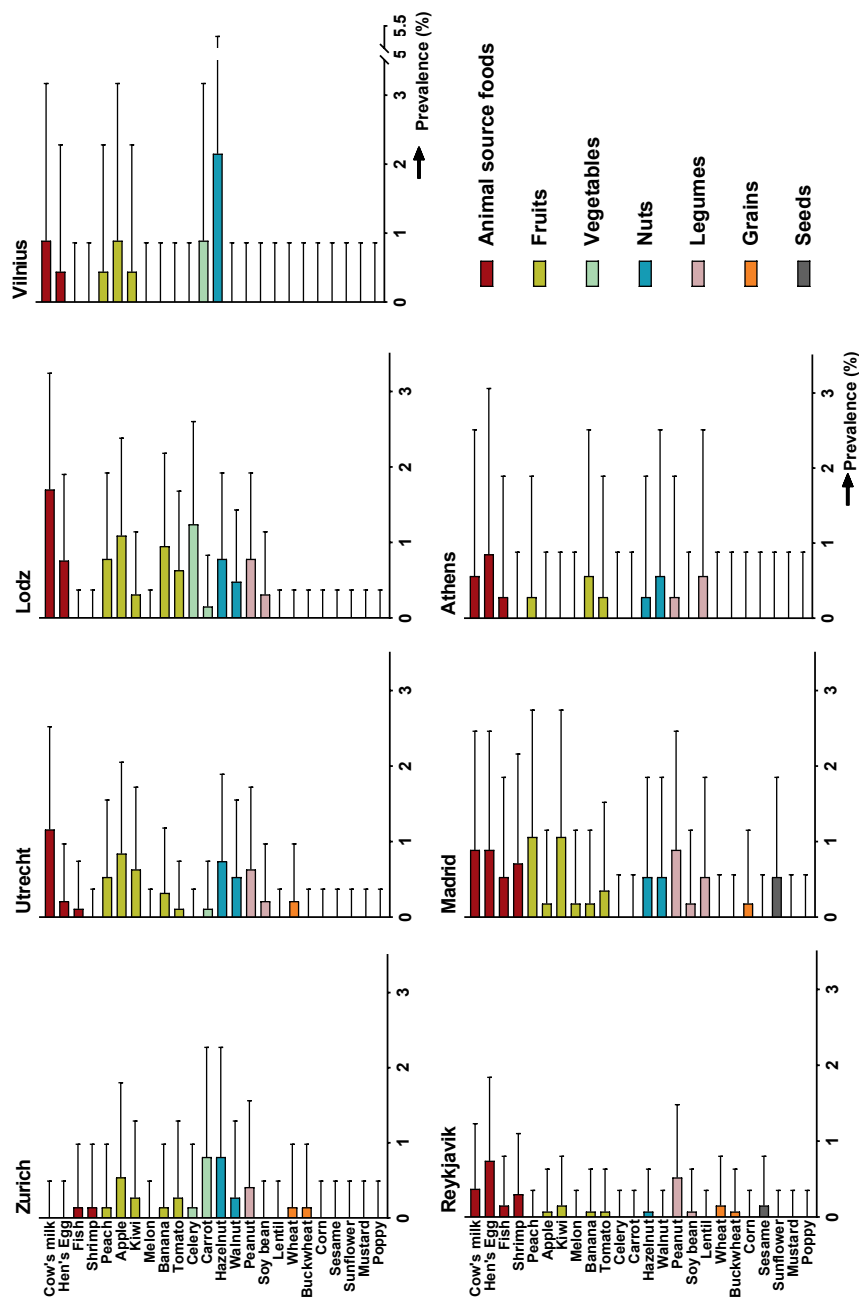 Zurich
Cow's milk
Hen's Egg
Fish
Shrimp
Peach
Apple
Kiwi
Melon
Banana
Tomato
Celery
Carrot
Hazelnut
Walnut
Peanut
Soy bean
Lentil
Wheat
Buckwheat
Corn
Sesame
Sunflower
Mustard
Poppy
0 1 2 3
Utrecht
0 1 2 3
Lodz
0 1 2 3
Vilnius
0 1 2 3 5 5.5
Prevalence (%)
Reykjavik
Cow's milk
Hen's Egg
Fish
Shrimp
Peach
Apple
Kiwi
Melon
Banana
Tomato
Celery
Carrot
Hazelnut
Walnut
Peanut
Soy bean
Lentil
Wheat
Buckwheat
Corn
Sesame
Sunflower
Mustard
Poppy
0 1 2 3
Madrid
0 1 2 3
Athens
0 1 2 3
Prevalence (%)
Animal source foods
Fruits
Vegetables
Nuts
Legumes
Grains
Seeds